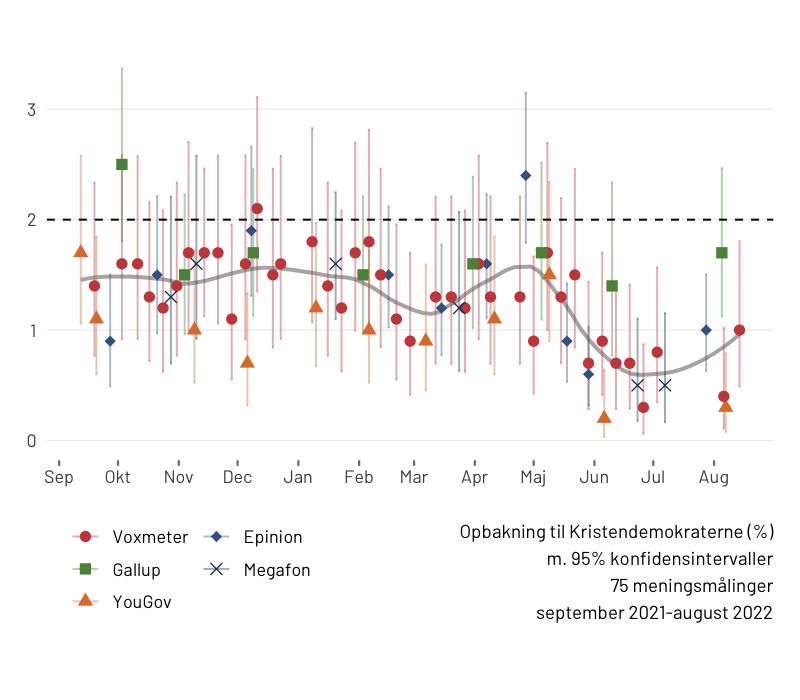 3
2
1
0
Sep Okt Nov Dec Jan Feb Mar Apr Maj Jun Jul Aug
Voxmeter Epinion
Gallup Megafon
YouGov
Opbakning til Kristendemokraterne (%)
m. 95% konfidensintervaller
75 meningsmålinger
september 2021-august 2022